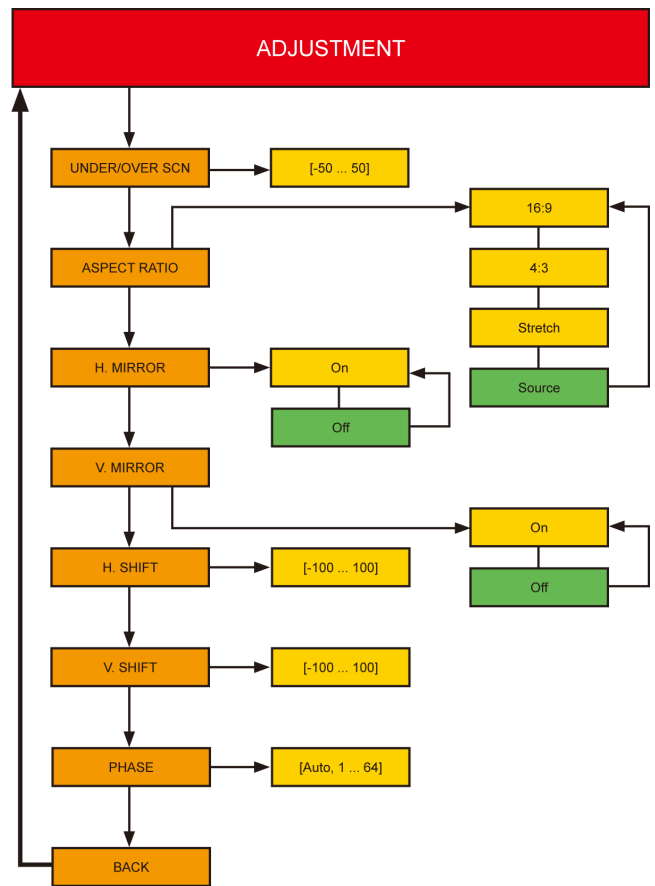 ADJUSTMENT
UNDER/OVER SCN
[-50 ... 50]
16:9
ASPECT RATIO
4:3
Stretch
H. MIRROR
On
Source
Off
V. MIRROR
On
H. SHIFT
[-100 ... 100]
Off
V. SHIFT
[-100 ... 100]
PHASE
[Auto, 1 ... 64]
BACK